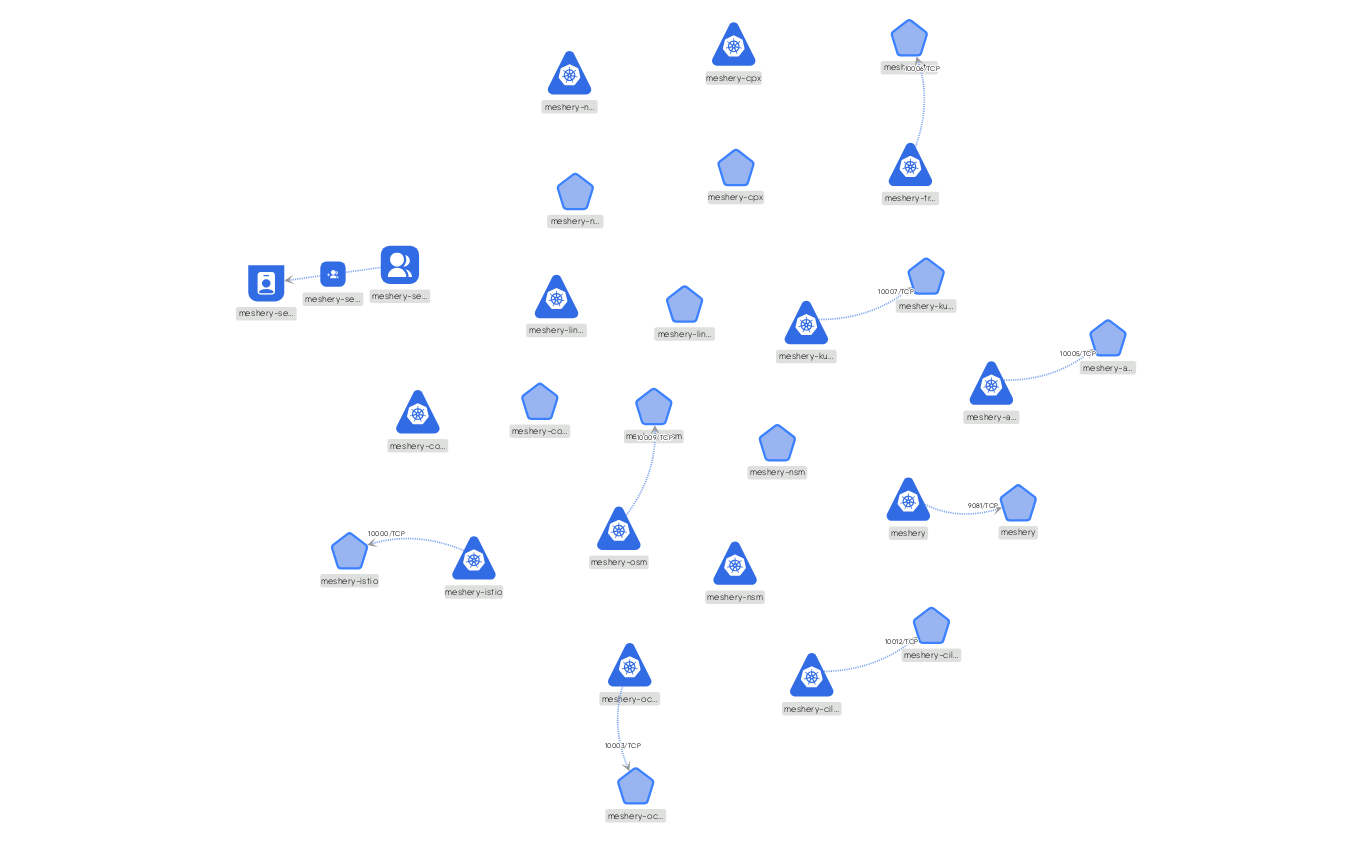 meshery-cpx
10006/TCP
meshery-n...
meshery-cpx
meshery-tr...
meshery-n...
meshery-se...
meshery-se...
meshery-se...
10007/TCP
meshery-ku...
meshery-lin...
meshery-lin...
meshery-ku...
10005/TCP
meshery-a...
meshery-a...
meshery-co...
meshery-co...
10009/TCP
meshery-nsm
9081/TCP
meshery
meshery
10000/TCP
meshery-istio
meshery-istio
meshery-osm
meshery-nsm
10012/TCP
meshery-cil...
meshery-cil...
meshery-oc...
10003/TCP
meshery-oc...